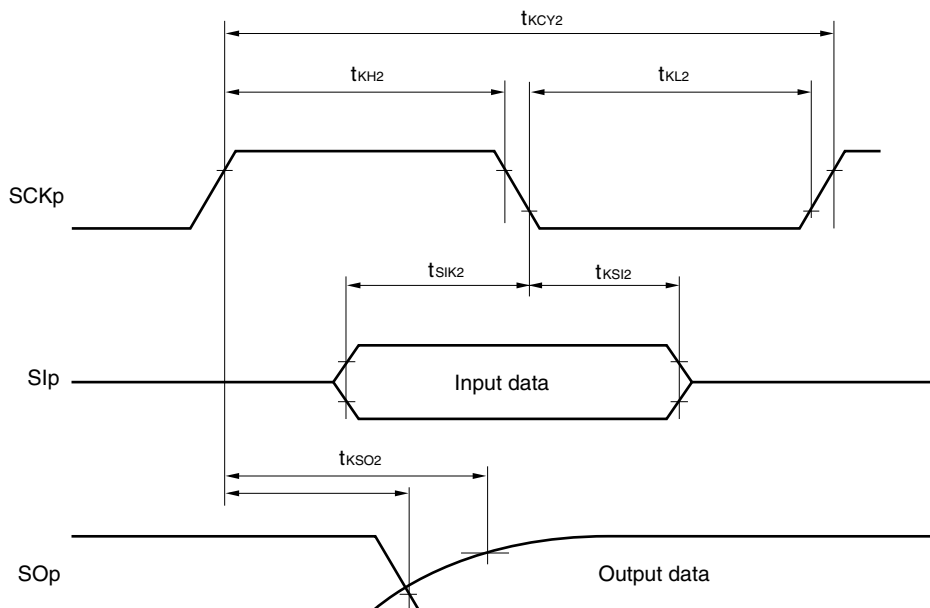 tKCY2
tKH2
tKL2
SCKp
tSIK2
tKSI2
SIp
Input data
tKSO2
SOp
Output data